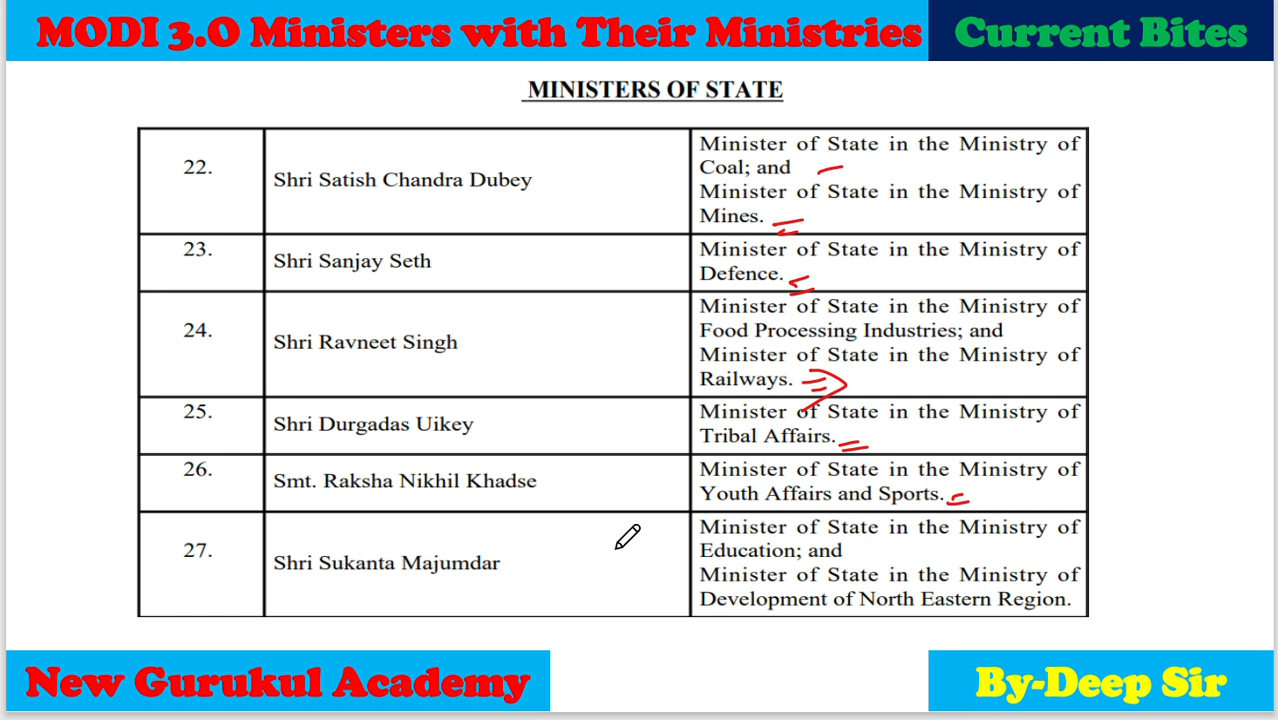 MODI 3.0 Ministers with Their Ministries
Current Bites
MINISTERS OF STATE
22.
Shri Satish Chandra Dubey
Minister of State in the Ministry of
Coal; and
Minister of State in the Ministry of
Mines.
23.
Shri Sanjay Seth
Minister of State in the Ministry of
Defence.
24.
Shri Ravneet Singh
Minister of State in the Ministry of
Food Processing Industries; and
Minister of State in the Ministry of
Railways.
25.
Shri Durgadas Uikey
Minister of State in the Ministry of
Tribal Affairs.
26.
Smt. Raksha Nikhil Khadse
Minister of State in the Ministry of
Youth Affairs and Sports.
27.
Shri Sukanta Majumdar
Minister of State in the Ministry of
Education; and
Minister of State in the Ministry of
Development of North Eastern Region.
New Gurukul Academy
By-Deep Sir